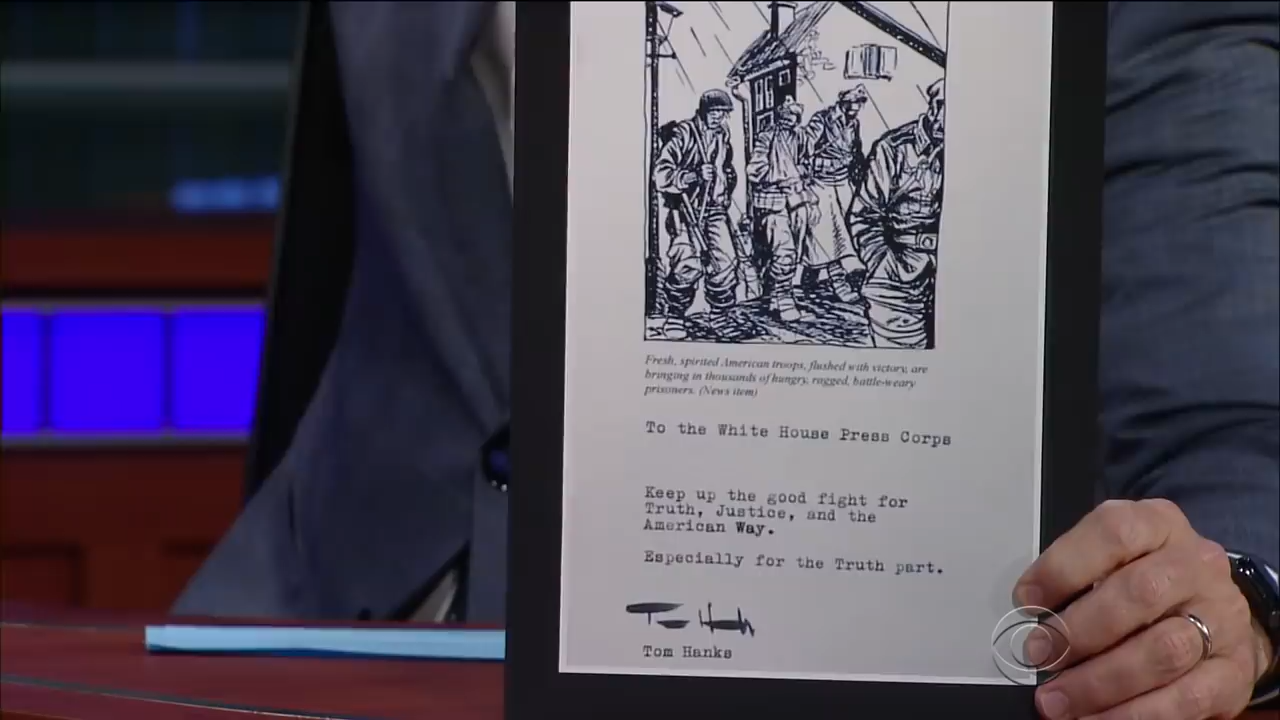 Fresh, spirited American troops, flushed with victory, are
bringing in thousands of hungry, ragged, battle-weary
prisoners. (News item)
To the White House Press Corps
Keep up the good fight for
Truth, Justice, and the
American Way.
Especially for the Truth part.
Tom Hanks
Tom Hanks